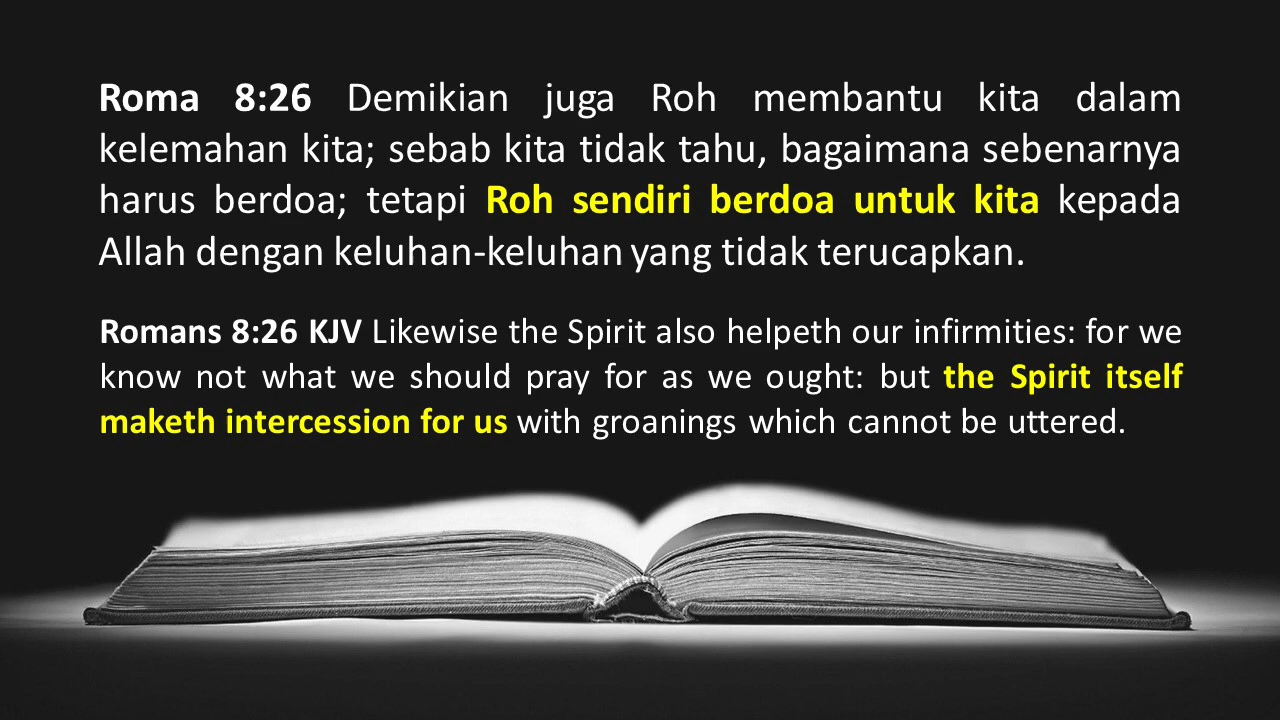 Roma 8:26 Demikian juga Roh membantu kita dalam
kelemahan kita; sebab kita tidak tahu, bagaimana sebenarnya
harus berdoa; tetapi Roh sendiri berdoa untuk kita kepada
Allah dengan keluhan-keluhan yang tidak terucapkan.
Romans 8:26 KJV Likewise the Spirit also helpeth our infirmities: for we
know not what we should pray for as we ought: but the Spirit itself
maketh intercession for us with groanings which cannot be uttered.